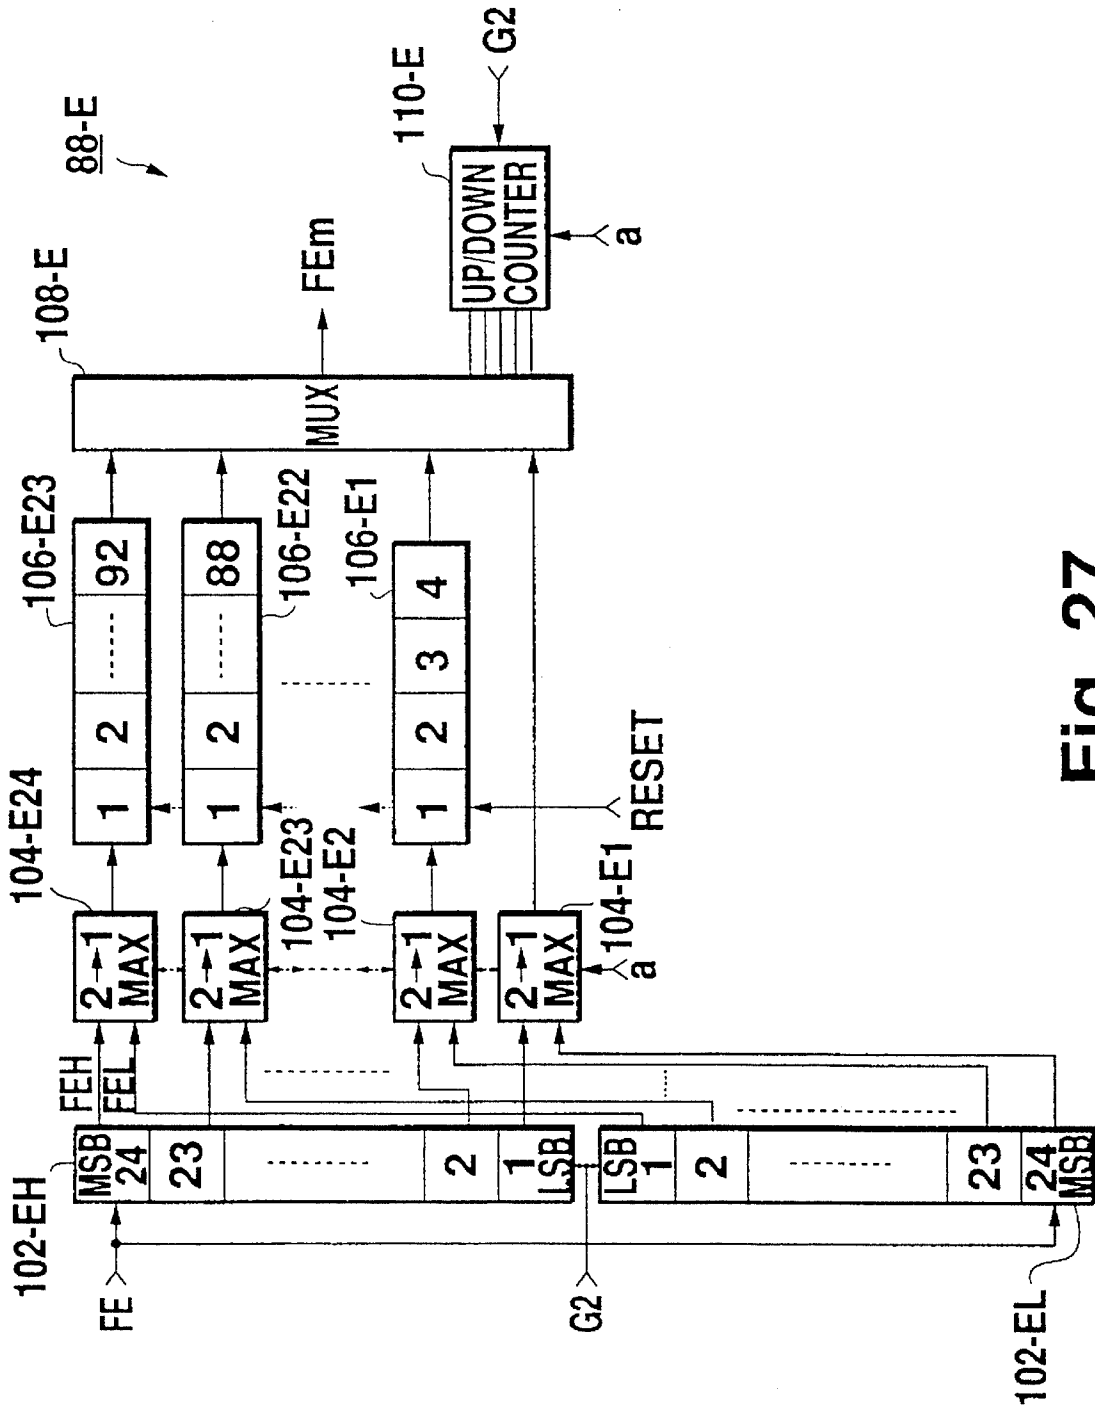 88-E
102-EH
FE
MSB
24
23
2
1
LSB
G2
LSB
1
2
23
24
MSB
102-EL
FEH
FEL
104-E24
2→1
MAX
2→1
MAX
104-E23
104-E2
2→1
MAX
2→1
MAX
104-E1
a
106-E23
1 2 92
1 2 88
106-E22
106-E1
1 2 3 4
RESET
108-E
MUX
FEm
110-E
UP/DOWN
COUNTER
G2
a
Fig. 27